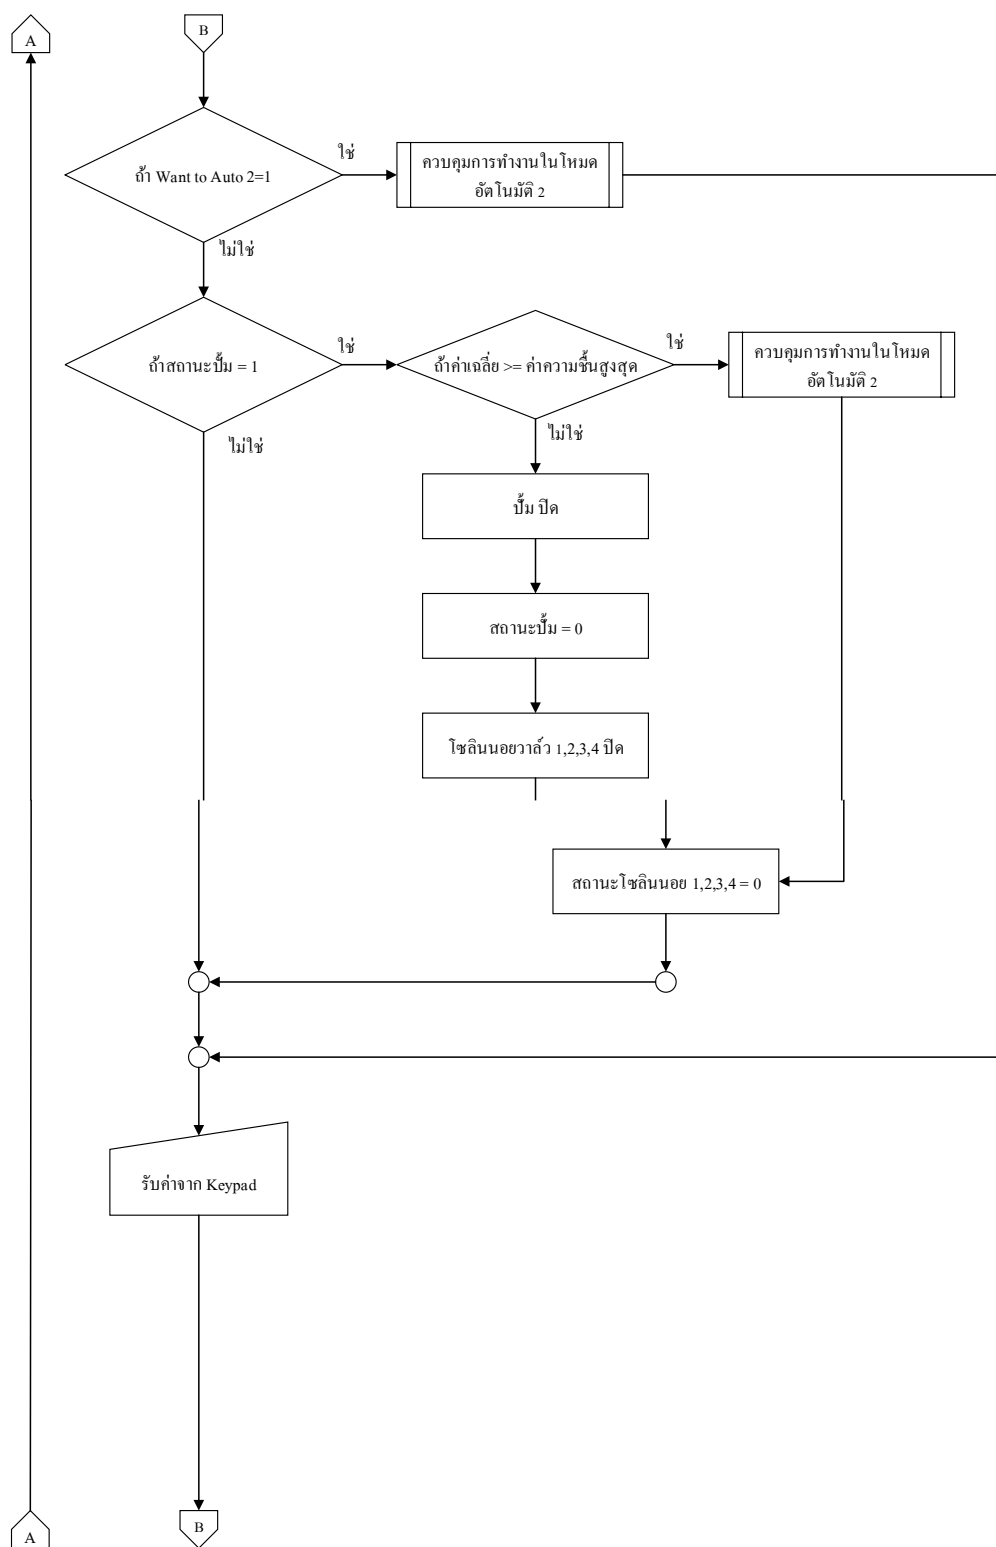 A
B
ถ้า Want to Auto 2=1
ใช่
ควบคุมการทำงานในโหมด
อัตโนมัติ 2
ไม่ใช่
ถ้าสถานะปั้ม = 1
ใช่
ถ้าค่าเฉลี่ย >= ค่าความชื้นสูงสุด
ใช่
ควบคุมการทำงานในโหมด
อัตโนมัติ 2
ไม่ใช่
ไม่ใช่
ปั้ม ปิด
สถานะปั้ม = 0
โซลินนอยวาล์ว 1,2,3,4 ปิด
สถานะโซลินนอย 1,2,3,4 = 0
รับค่าจาก Keypad
A
B